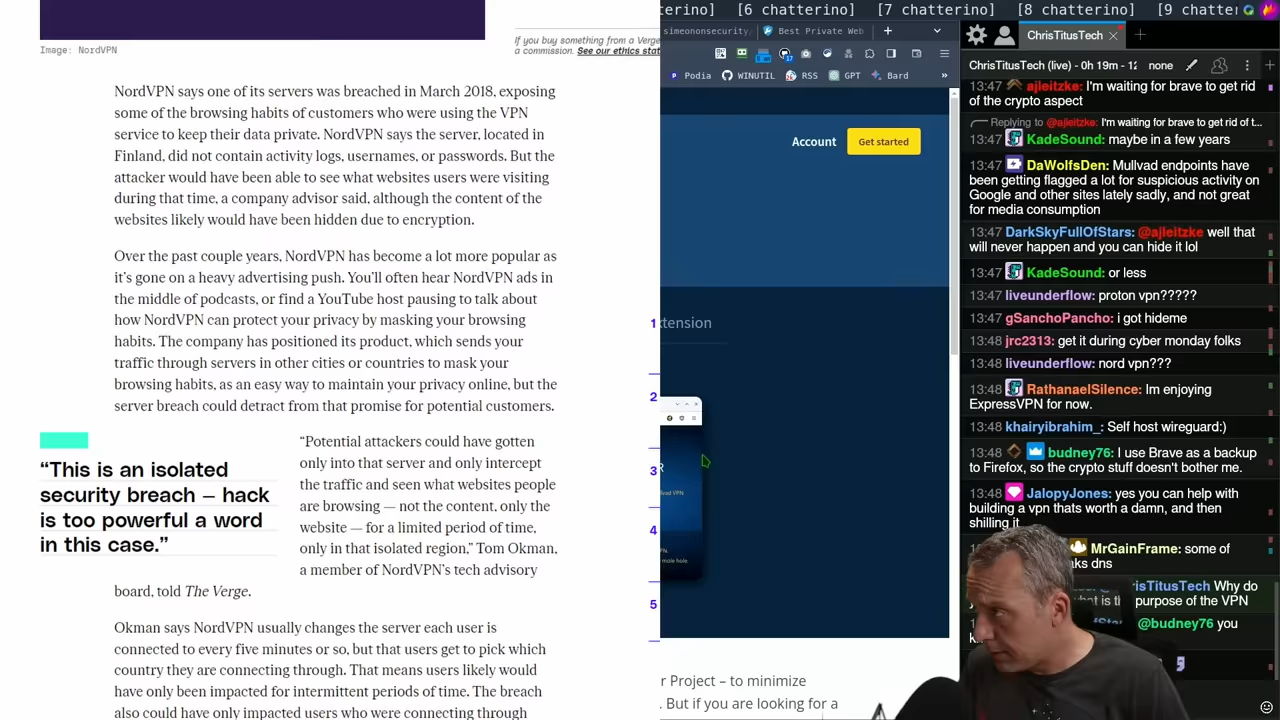 Image: NordVPN
If you buy something from a Verge
a commission. See our ethics stat
NordVPN says one of its servers was breached in March 2018, exposing
some of the browsing habits of customers who were using the VPN
service to keep their data private. NordVPN says the server, located in
Finland, did not contain activity logs, usernames, or passwords. But the
attacker would have been able to see what websites users were visiting
during that time, a company advisor said, although the content of the
websites likely would have been hidden due to encryption.
Over the past couple years, NordVPN has become a lot more popular as
it's gone on a heavy advertising push. You'll often hear NordVPN ads in
the middle of podcasts, or find a YouTube host pausing to talk about
how NordVPN can protect your privacy by masking your browsing
habits. The company has positioned its product, which sends your
traffic through servers in other cities or countries to mask your
browsing habits, as an easy way to maintain your privacy online, but the
server breach could detract from that promise for potential customers.
“This is an isolated
security breach — hack
is too powerful a word
in this case.”
“Potential attackers could have gotten
only into that server and only intercept
the traffic and seen what websites people
are browsing — not the content, only the
website — for a limited period of time,
only in that isolated region,” Tom Okman,
a member of NordVPN's tech advisory
board, told The Verge.
Okman says NordVPN usually changes the server each user is
connected to every five minutes or so, but that users get to pick which
country they are connecting through. That means users likely would
have only been impacted for intermittent periods of time. The breach
also could have only impacted users who were connecting through
atterino] [6 chatterino] [7 chatterino] [8 chatterino] [9 chatter
simeononsecurity. Best Private Web
Podia WINUTIL RSS GPT Bard »
Account Get started
1
xtension
2
3
4
5
r Project – to minimize
. But if you are looking for a
ChrisTitusTech
ChrisTitusTech (live) - 0h 19m - 12 none
ajleitzke: I'm waiting for brave to get rid
of the crypto aspect
Replying to @ajleitzke: I'm waiting for brave to get rid of t...
13:47 KadeSound: maybe in a few years
13:47 DaWolfsDen: Mullvad endpoints have
been getting flagged a lot for suspicious activity on
Google and other sites lately sadly, and not great
for media consumption
13:47 DarkSkyFullOfStars: @ajleitzke well that
will never happen and you can hide it lol
13:47 KadeSound: or less
13:47 liveunderflow: proton vpn?????
13:47 gSanchoPancho: i got hideme
13:48 jrc2313: get it during cyber monday folks
13:48 liveunderflow: nord vpn???
13:48 RathanaelSilence: Im enjoying
ExpressVPN for now.
13:48 khairyibrahim_: Self host wireguard:)
13:48 budney76: I use Brave as a backup
to Firefox, so the crypto stuff doesn't bother me.
13:48 JalopyJones: yes you can help with
building a vpn thats worth a damn, and then
shilling it
MrGainFrame: some of
aks dns
risTitusTech Why do
hat is the purpose of the VPN
@budney76 you